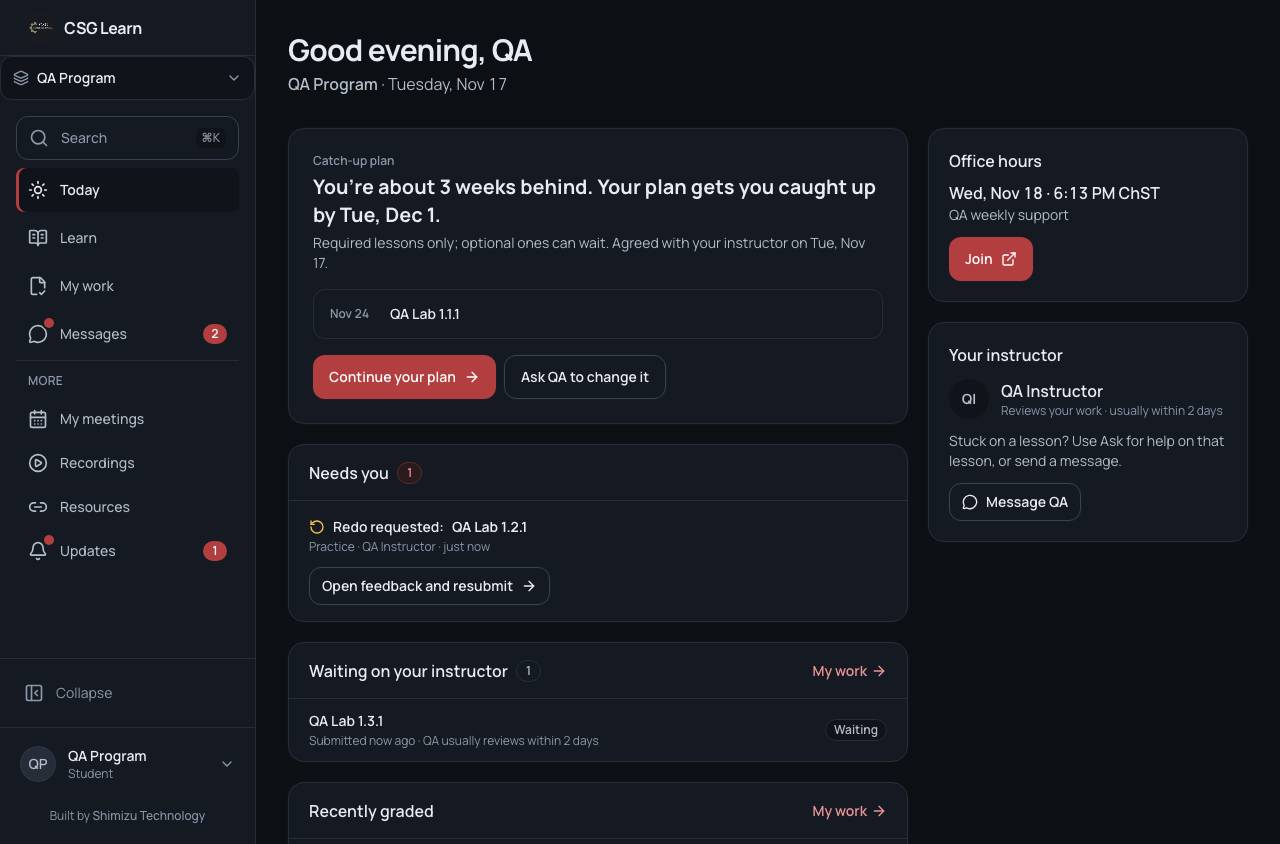 CSG Learn
QA Program
Search ⌘K
Today
Learn
My work
Messages 2
MORE
My meetings
Recordings
Resources
Updates 1
Collapse
QP
QA Program
Student
Built by Shimizu Technology
Good evening, QA
QA Program · Tuesday, Nov 17
Catch-up plan
You're about 3 weeks behind. Your plan gets you caught up
by Tue, Dec 1.
Required lessons only; optional ones can wait. Agreed with your instructor on Tue, Nov
17.
Nov 24 QA Lab 1.1.1
Continue your plan →
Ask QA to change it
Needs you 1
Redo requested: QA Lab 1.2.1
Practice · QA Instructor · just now
Open feedback and resubmit →
Waiting on your instructor 1
My work →
QA Lab 1.3.1
Submitted now ago · QA usually reviews within 2 days
Waiting
Recently graded
My work →
Office hours
Wed, Nov 18 · 6:13 PM ChST
QA weekly support
Join
Your instructor
QI
QA Instructor
Reviews your work · usually within 2 days
Stuck on a lesson? Use Ask for help on that
lesson, or send a message.
Message QA